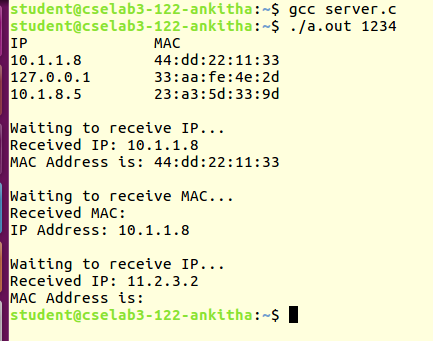 student@cselab3-122-ankitha:~$ gcc server.c
student@cselab3-122-ankitha:~$ ./a.out 1234
IP MAC
10.1.1.8 44:dd:22:11:33
127.0.0.1 33:aa:fe:4e:2d
10.1.8.5 23:a3:5d:33:9d
Waiting to receive IP...
Received IP: 10.1.1.8
MAC Address is: 44:dd:22:11:33
Waiting to receive MAC...
Received MAC:
IP Address: 10.1.1.8
Waiting to receive IP...
Received IP: 11.2.3.2
MAC Address is:
student@cselab3-122-ankitha:~$